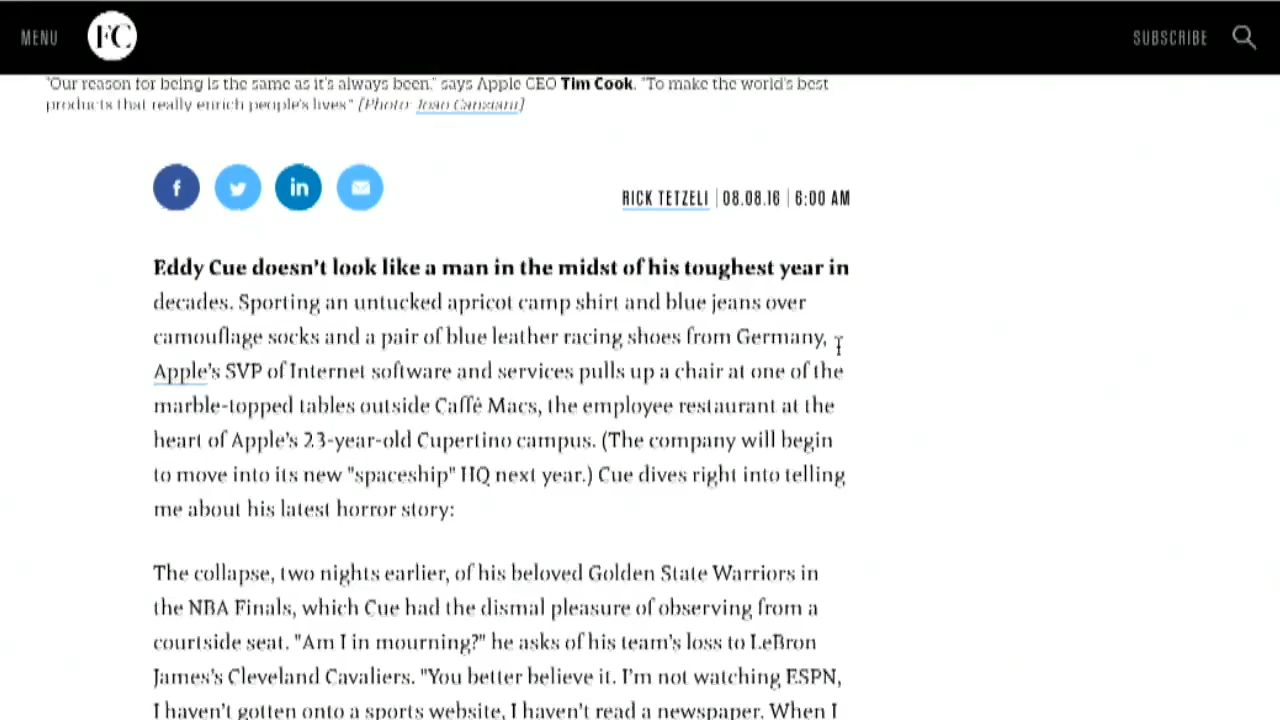 MENU
FC
SUBSCRIBE
"Our reason for being is the same as it's always been," says Apple CEO Tim Cook. "To make the world's best
products that really enrich people's lives" [Photo:
RICK TETZELI | 08.08.16 | 6:00 AM
Eddy Cue doesn't look like a man in the midst of his toughest year in
decades. Sporting an untucked apricot camp shirt and blue jeans over
camouflage socks and a pair of blue leather racing shoes from Germany,
Apple's SVP of Internet software and services pulls up a chair at one of the
marble-topped tables outside Caffè Macs, the employee restaurant at the
heart of Apple's 23-year-old Cupertino campus. (The company will begin
to move into its new "spaceship" HQ next year.) Cue dives right into telling
me about his latest horror story:
The collapse, two nights earlier, of his beloved Golden State Warriors in
the NBA Finals, which Cue had the dismal pleasure of observing from a
courtside seat. "Am I in mourning?" he asks of his team's loss to LeBron
James's Cleveland Cavaliers. "You better believe it. I'm not watching ESPN,
I haven't gotten onto a sports website, I haven't read a newspaper. When I